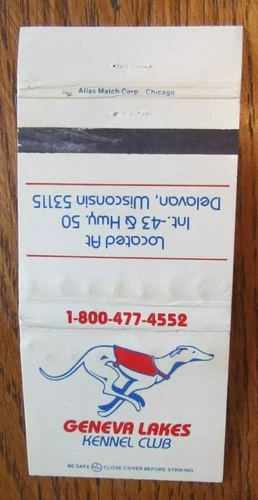 Atlas Match Corp., Chicago
Located At
Int.-43 & Hwy. 50
Delavan, Wisconsin 53115
1-800-477-4552
GENEVA LAKES
KENNEL CLUB
BE SAFE CLOSE COVER BEFORE STRIKING